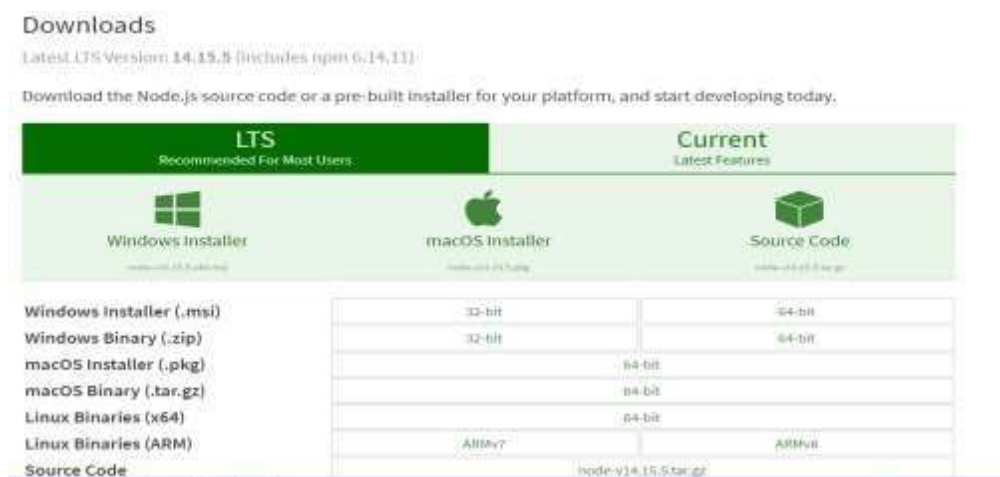 Downloads
Latest LTS Version: 14.15.5 (includes npm 6.14.11)
Download the Node.js source code or a pre-built installer for your platform, and start developing today.
LTS
Recommended For Most Users
Current
Latest Features
Windows Installer
macOS Installer
Source Code
Windows Installer (.msi) 32-bit 64-bit
Windows Binary (.zip) 32-bit 64-bit
macOS Installer (.pkg) 64-bit
macOS Binary (.tar.gz) 64-bit
Linux Binaries (x64) 64-bit
Linux Binaries (ARM) ARMv7 ARMv8
Source Code node-v14.15.5.tar.gz